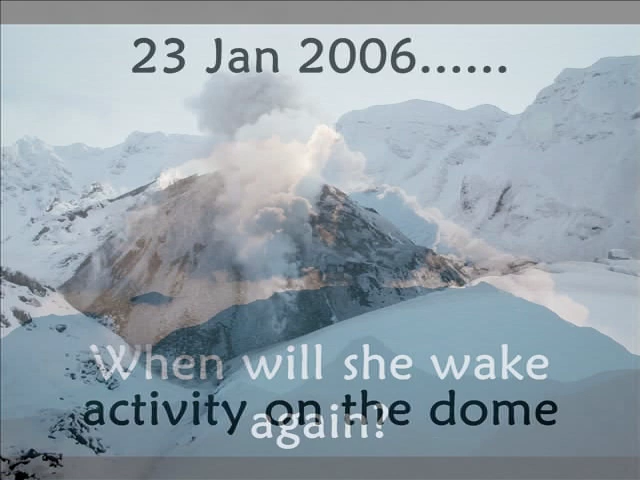 23 Jan 2006......
When will she wake
activity on the dome
again?